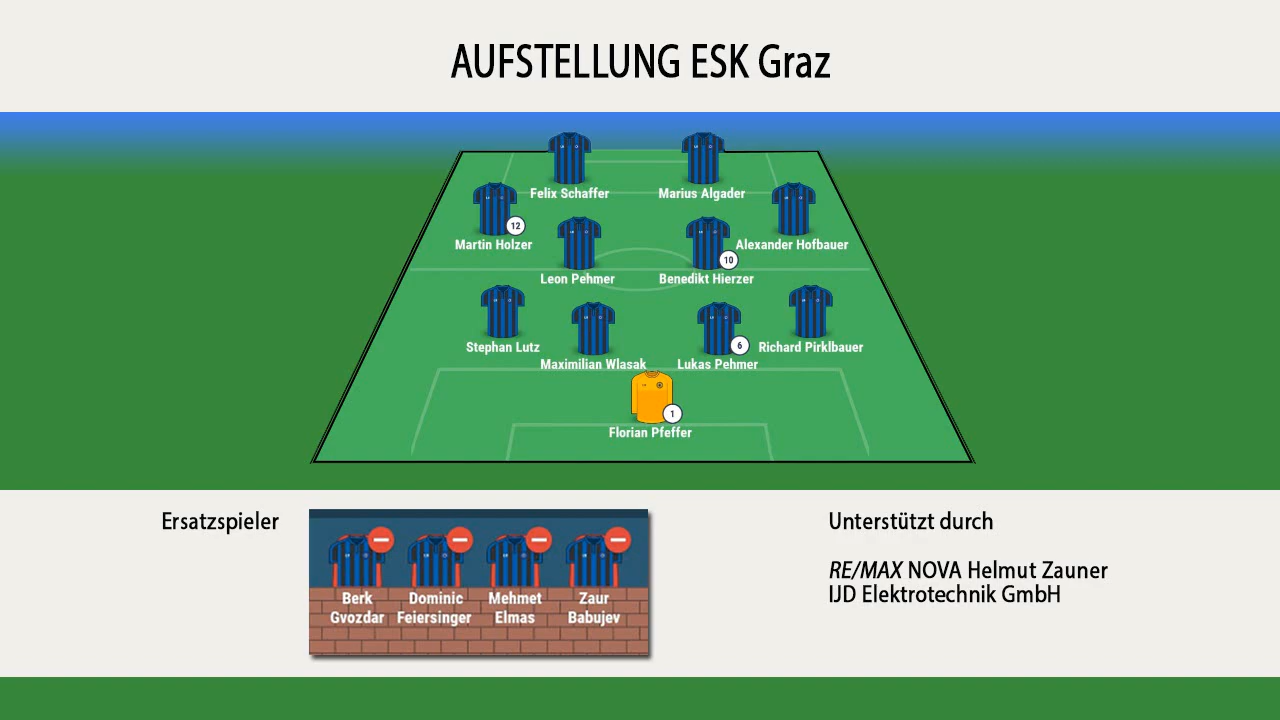 AUFSTELLUNG ESK Graz
Felix Schaffer
Marius Algader
12
Martin Holzer
Alexander Hofbauer
10
Leon Pehmer
Benedikt Hierzer
6
Stephan Lutz
Richard Pirklbauer
Maximilian Wlasak
Lukas Pehmer
1
Florian Pfeffer
Ersatzspieler
Berk
Gvozdar
Dominic
Feiersinger
Mehmet
Elmas
Zaur
Babujev
Unterstützt durch
RE/MAX NOVA Helmut Zauner
IJD Elektrotechnik GmbH